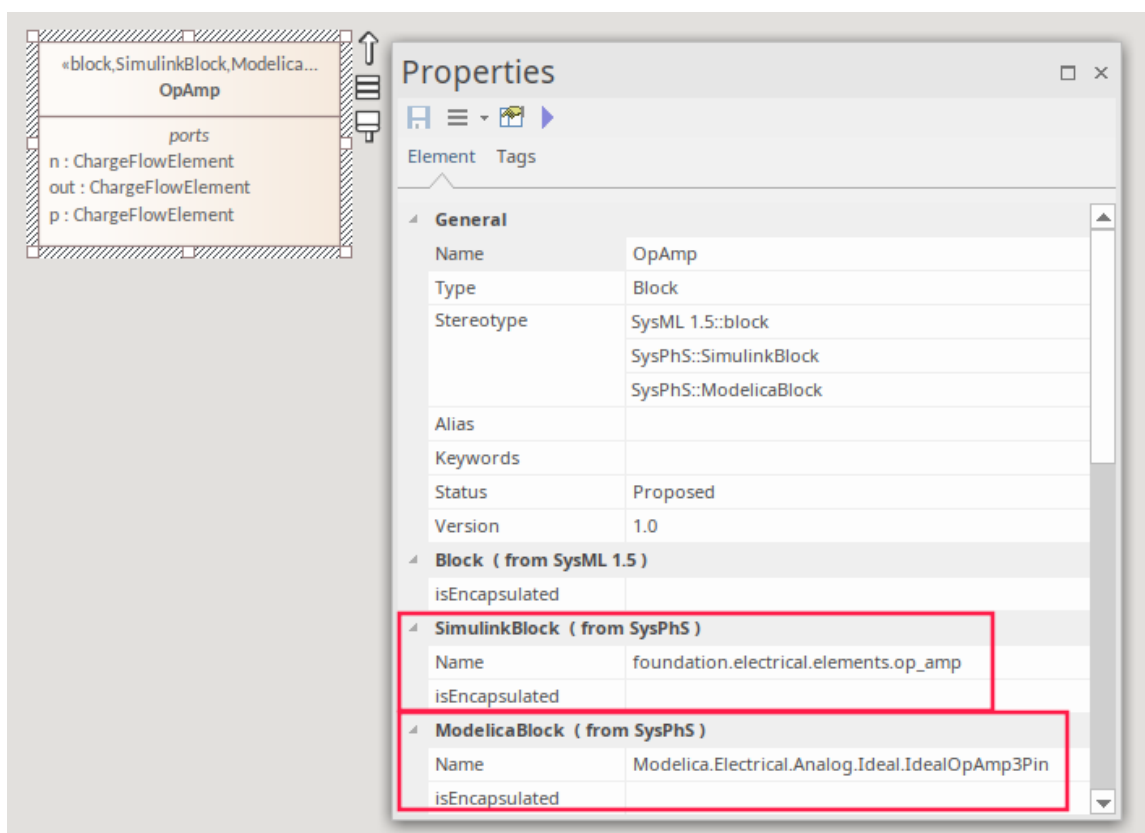 «block,SimulinkBlock,Modelica...
OpAmp
ports
n : ChargeFlowElement
out : ChargeFlowElement
p : ChargeFlowElement
Properties
Element Tags
General
Name OpAmp
Type Block
Stereotype SysML 1.5::block
SysPhS::SimulinkBlock
SysPhS::ModelicaBlock
Alias
Keywords
Status Proposed
Version 1.0
Block ( from SysML 1.5 )
isEncapsulated
SimulinkBlock ( from SysPhS )
Name foundation.electrical.elements.op_amp
isEncapsulated
ModelicaBlock ( from SysPhS )
Name Modelica.Electrical.Analog.Ideal.IdealOpAmp3Pin
isEncapsulated